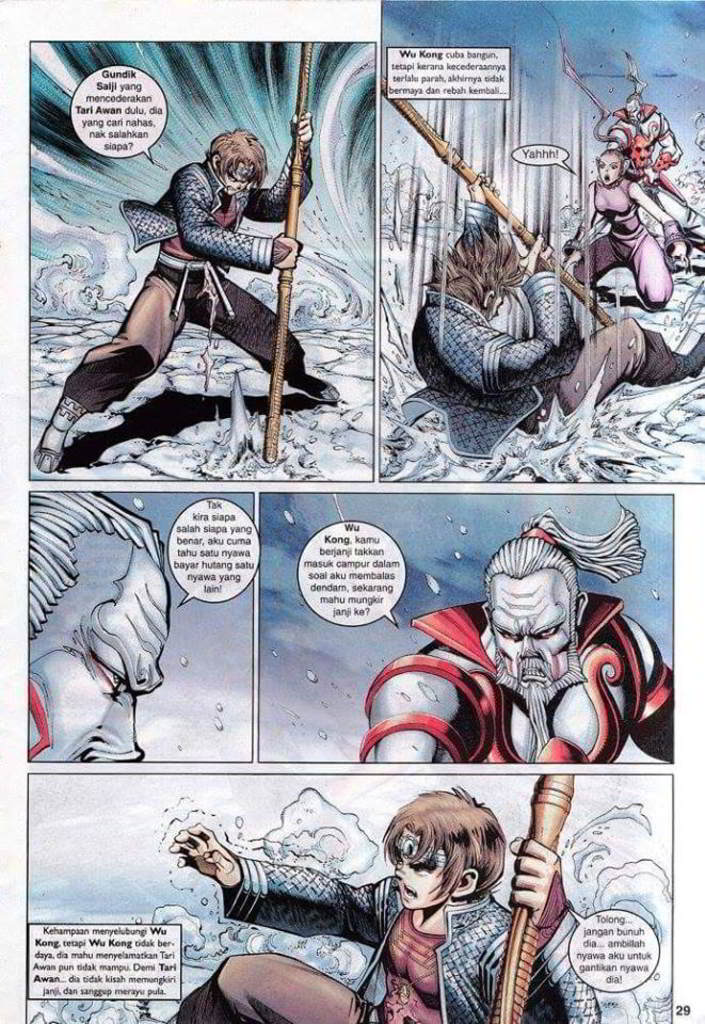 Gundik
Salji yang
mencederakan
Tari Awan dulu, dia
yang cari nahas,
nak salahkan
siapa?
Wu Kong cuba bangun,
tetapi kerana kecederaannya
terlalu parah, akhirnya tidak
bermaya dan rebah kembali...
Yahhh!
Tak
kira siapa
salah siapa yang
benar, aku cuma
tahu satu nyawa
bayar hutang satu
nyawa yang
lain!
Wu
Kong, kamu
berjanji takkan
masuk campur dalam
soal aku membalas
dendam, sekarang
mahu mungkir
janji ke?
Kehampaan menyelubungi Wu
Kong, tetapi Wu Kong tidak ber-
daya, dia mahu menyelamatkan Tari
Awan pun tidak mampu. Demi Tari
Awan... dia tidak kisah memungkiri
janji, dan sanggup merayu pula.
Tolong...
jangan bunuh
dia... ambillah
nyawa aku untuk
gantikan nyawa
dia!
29